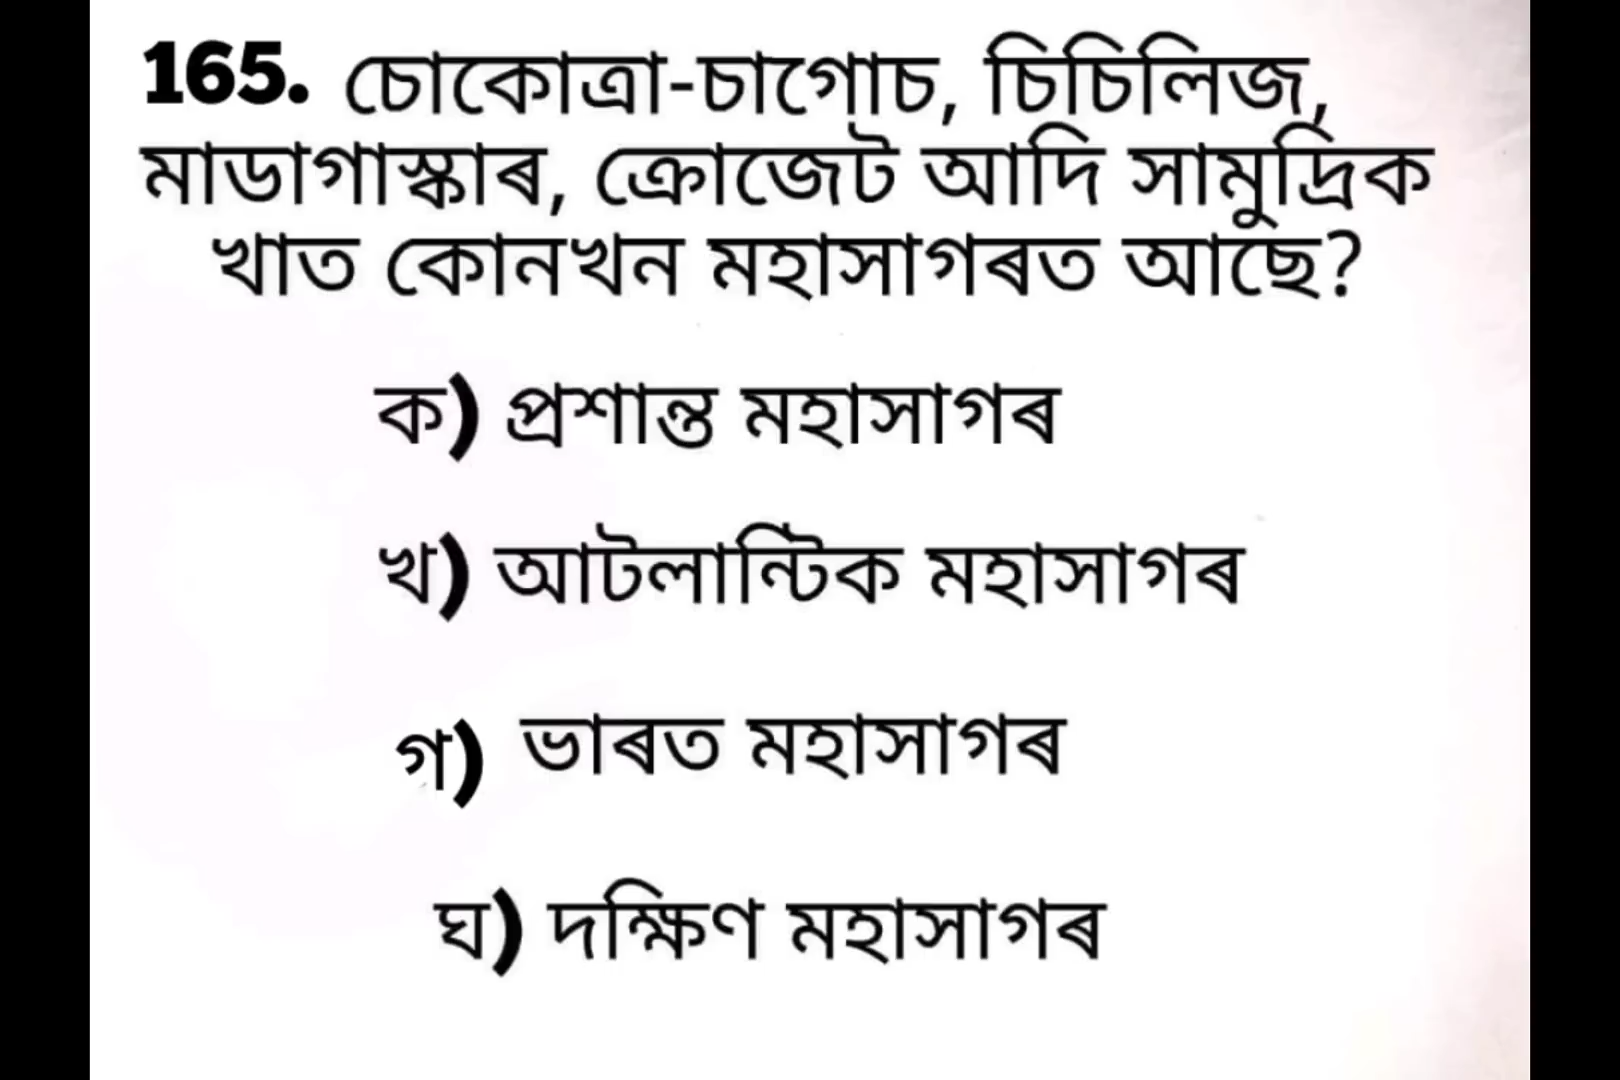 165. চোকোত্ৰা-চাগোচ, চিচিলিজ,
মাডাগাস্কাৰ, ক্ৰোজেট আদি সামুদ্ৰিক
খাত কোনখন মহাসাগৰত আছে?
ক) প্ৰশান্ত মহাসাগৰ
খ) আটলান্টিক মহাসাগৰ
গ) ভাৰত মহাসাগৰ
ঘ) দক্ষিণ মহাসাগৰ